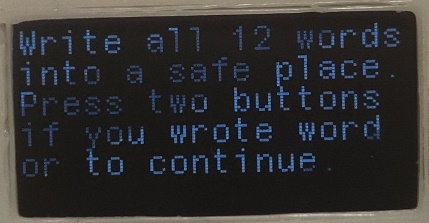 Write all 12 words
into a safe place.
Press two buttons
if you wrote word
or to continue.